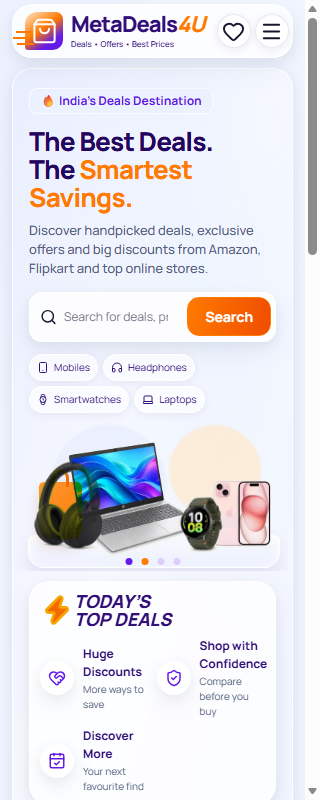 MetaDeals4U
Deals • Offers • Best Prices
India's Deals Destination
The Best Deals.
The Smartest
Savings.
Discover handpicked deals, exclusive
offers and big discounts from Amazon,
Flipkart and top online stores.
Search for deals, pr
Search
Mobiles
Headphones
Smartwatches
Laptops
10
08
TODAY'S
TOP DEALS
Huge
Discounts
More ways to
save
Shop with
Confidence
Compare
before you
buy
Discover
More
Your next
favourite find